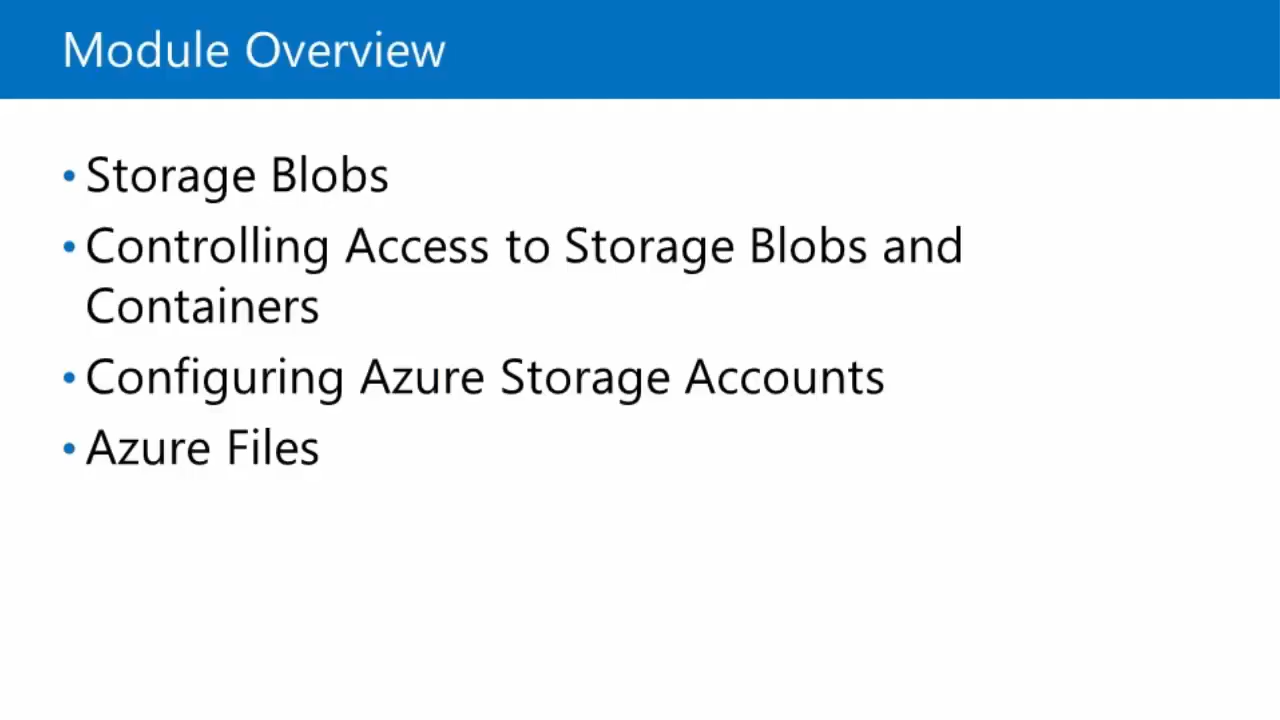 Module Overview
• Storage Blobs
• Controlling Access to Storage Blobs and
Containers
• Configuring Azure Storage Accounts
• Azure Files